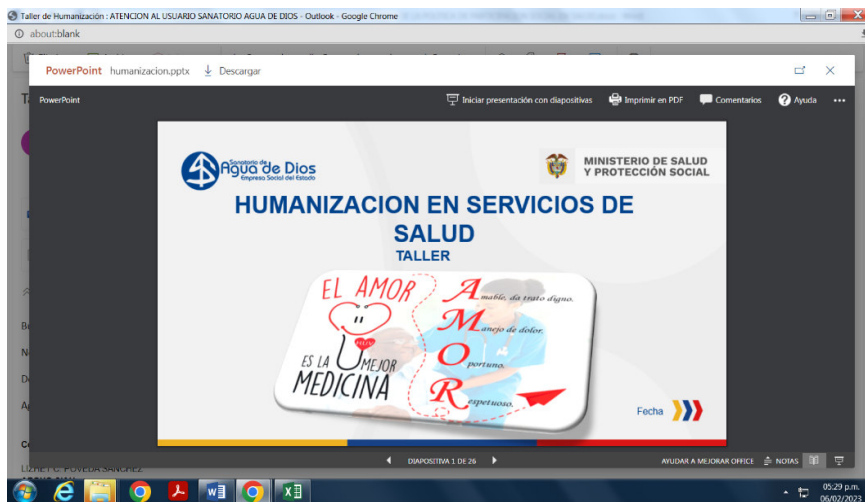 Taller de Humanización : ATENCION AL USUARIO SANATORIO AGUA DE DIOS - Outlook - Google Chrome
about:blank
PowerPoint humanizacion.pptx Descargar
PowerPoint Iniciar presentación con diapositivas Imprimir en PDF Comentarios Ayuda
Sanatorio de
Agua de Dios
Empresa Social del Estado
MINISTERIO DE SALUD
Y PROTECCIÓN SOCIAL
HUMANIZACION EN SERVICIOS DE
SALUD
TALLER
EL AMOR
ES LA MEJOR
MEDICINA
Amable, da trato digno.
Manejo de dolor.
Oportuno.
Respetuoso.
Fecha
DIAPOSITIVA 1 DE 26 AYUDAR A MEJORAR OFFICE NOTAS
05:29 p.m.
06/02/2023